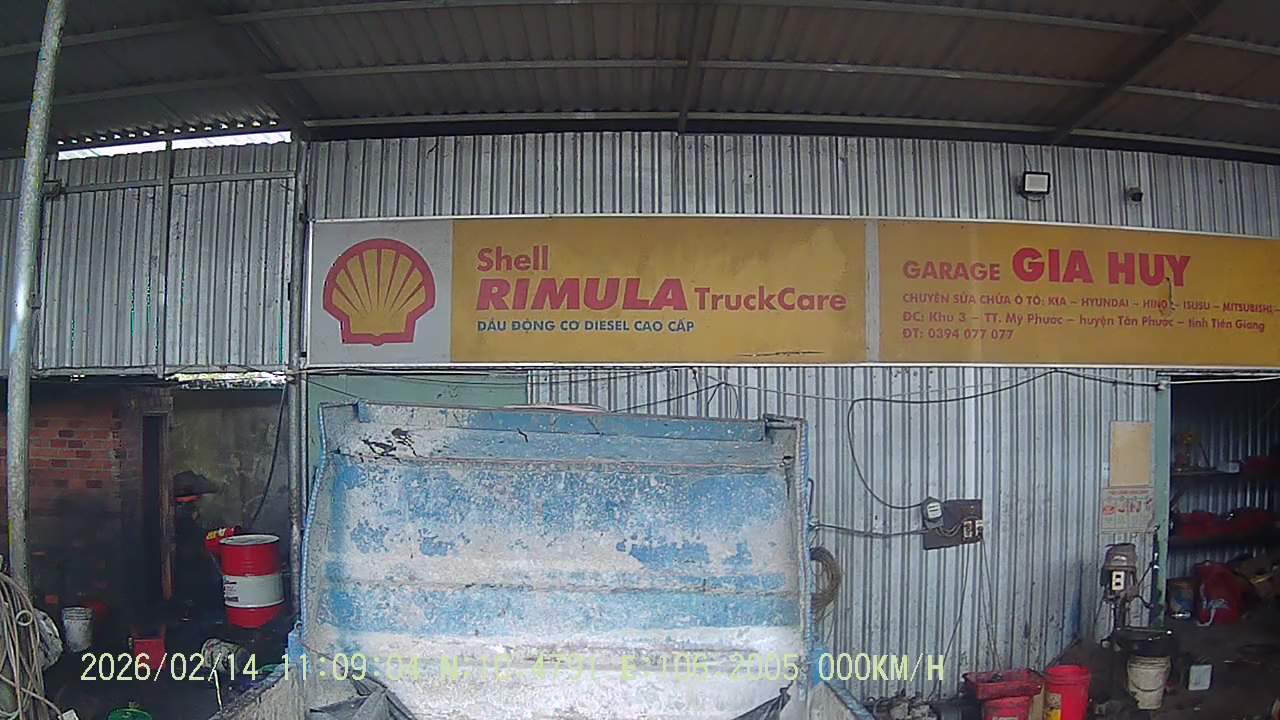 Shell
RIMULA TruckCare
DẦU ĐỘNG CƠ DIESEL CAO CẤP
GARAGE GIA HUY
CHUYÊN SỬA CHỮA Ô TÔ: KIA – HYUNDAI – HINO – ISUSU – MITSUBISHI
ĐC: Khu 3 – TT. Mỹ Phước – huyện Tân Phước – tỉnh Tiền Giang
ĐT: 0394 077 077
2026/02/14 11:09:04 N:10.4791 E:106.2005 000KM/H